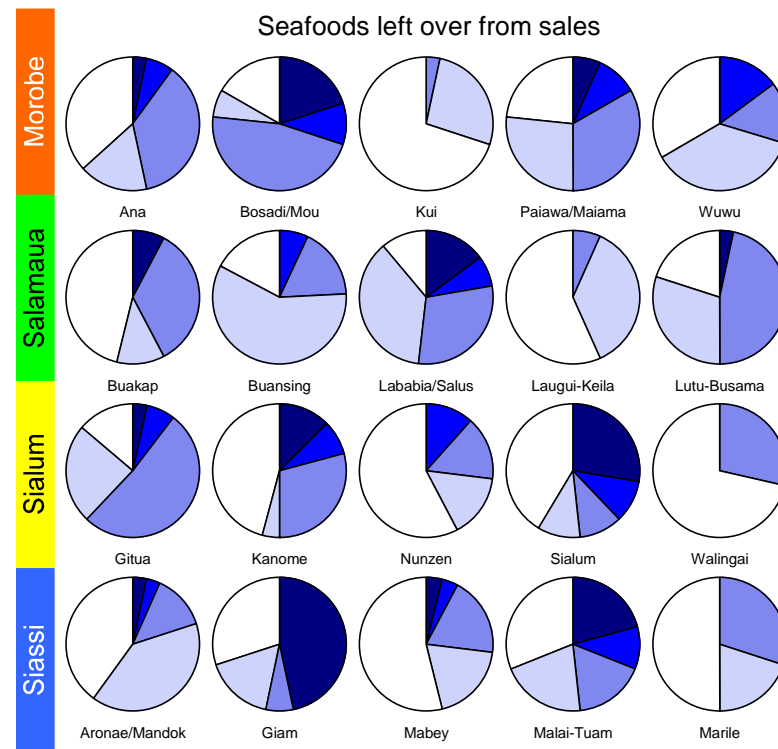 Seafoods left over from sales
Morobe
Ana
Bosadi/Mou
Kui
Paiawa/Maiama
Wuwu
Salamaua
Buakap
Buansing
Lababia/Salus
Laugui-Keila
Lutu-Busama
Sialum
Gitua
Kanome
Nunzen
Sialum
Walingai
Siassi
Aronae/Mandok
Giam
Mabey
Malai-Tuam
Marile